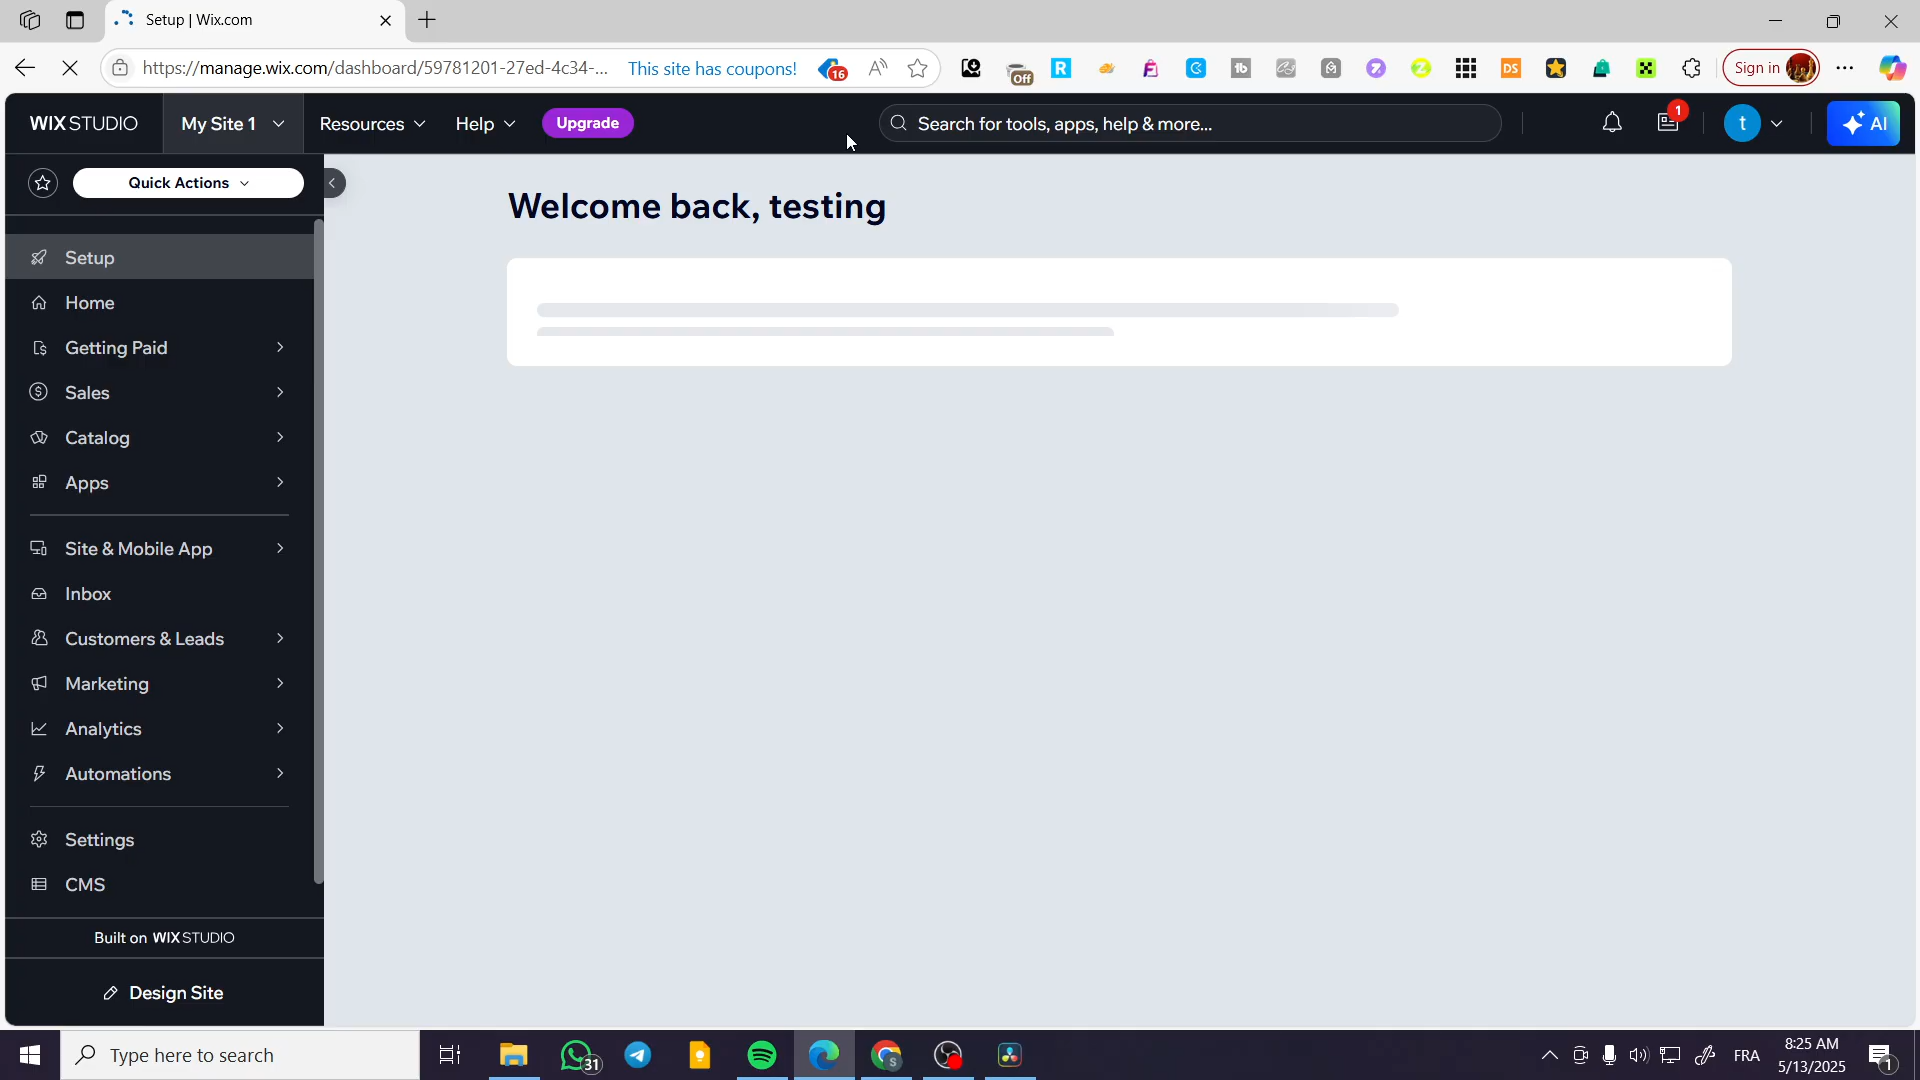 Setup | Wix.com
https://manage.wix.com/dashboard/59781201-27ed-4c34-...
This site has coupons!
16
Off
Sign in
WIX STUDIO
My Site 1
Resources
Help
Upgrade
Search for tools, apps, help & more...
1
t
AI
Quick Actions
Welcome back, testing
Setup
Home
Getting Paid
Sales
Catalog
Apps
Site & Mobile App
Inbox
Customers & Leads
Marketing
Analytics
Automations
Settings
CMS
Built on WIX STUDIO
Design Site
Type here to search
31
FRA
8:25 AM
5/13/2025
1